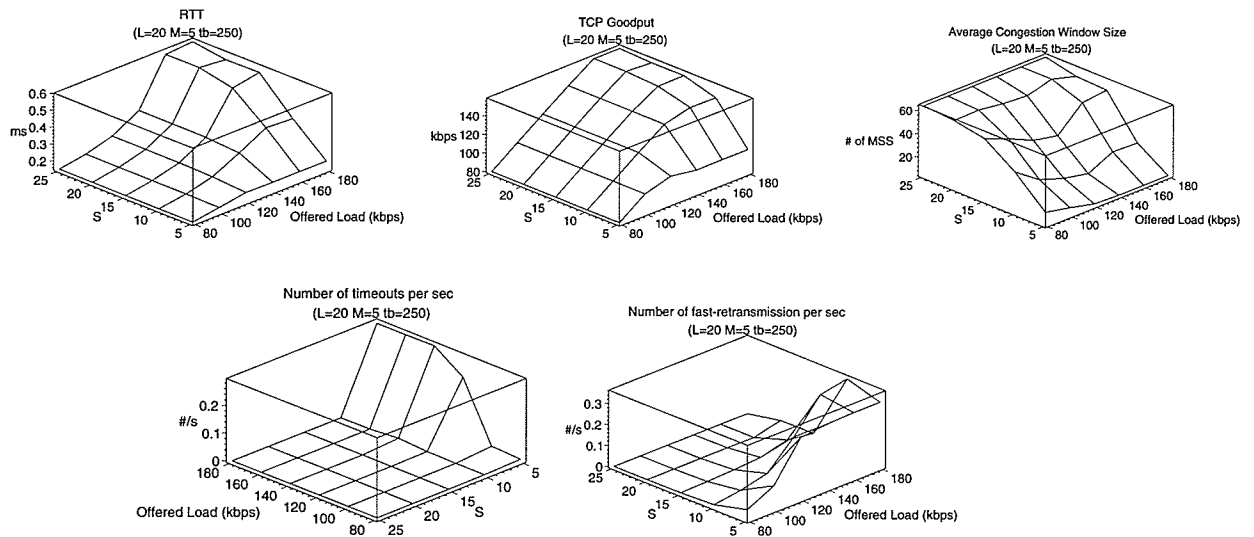 RTT
(L=20 M=5 tb=250)
0.6
0.5
0.4
0.3
0.2
ms
25
20
15
10
5
S
80
100
120
140
160
180
Offered Load (kbps)
TCP Goodput
(L=20 M=5 tb=250)
140
120
100
80
kbps
25
20
15
10
5
S
80
100
120
140
160
180
Offered Load (kbps)
Average Congestion Window Size
(L=20 M=5 tb=250)
60
40
20
# of MSS
25
20
15
10
5
S
80
100
120
140
160
180
Offered Load (kbps)
Number of timeouts per sec
(L=20 M=5 tb=250)
0.2
0.1
0
#/s
180
160
140
120
100
80
Offered Load (kbps)
25
20
15
10
5
S
Number of fast-retransmission per sec
(L=20 M=5 tb=250)
0.3
0.2
0.1
0
#/s
25
20
15
10
5
S
80
100
120
140
160
180
Offered Load (kbps)